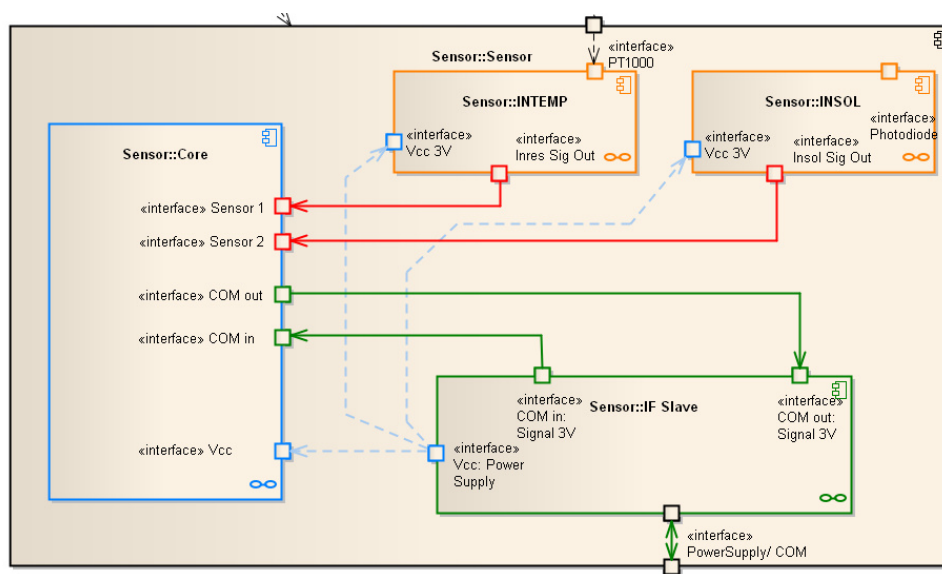 Sensor::Sensor
«interface»
PT1000
Sensor::INTEMP
«interface»
Vcc 3V
«interface»
Inres Sig Out
Sensor::INSOL
«interface»
Photodiode
«interface»
Vcc 3V
«interface»
Insol Sig Out
Sensor::Core
«interface» Sensor 1
«interface» Sensor 2
«interface» COM out
«interface» COM in
«interface» Vcc
Sensor::IF Slave
«interface»
COM in:
Signal 3V
«interface»
COM out:
Signal 3V
«interface»
Vcc: Power
Supply
«interface»
PowerSupply/ COM